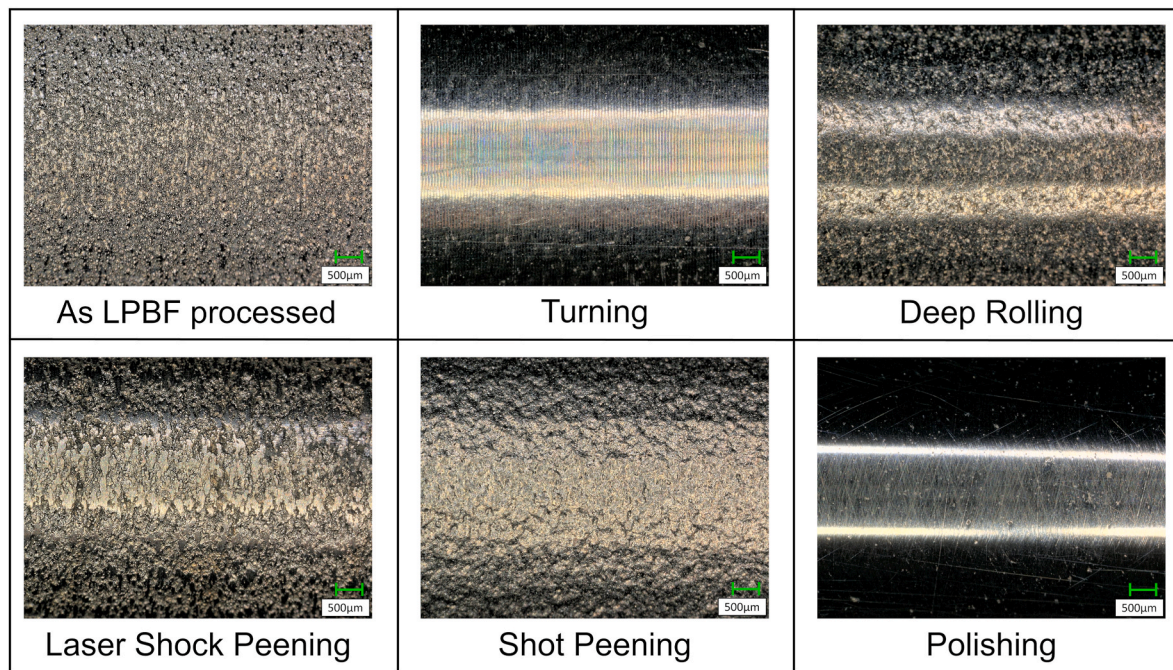 500µm
500µm
500µm
As LPBF processed
Turning
Deep Rolling
500µm
500µm
500µm
Laser Shock Peening
Shot Peening
Polishing